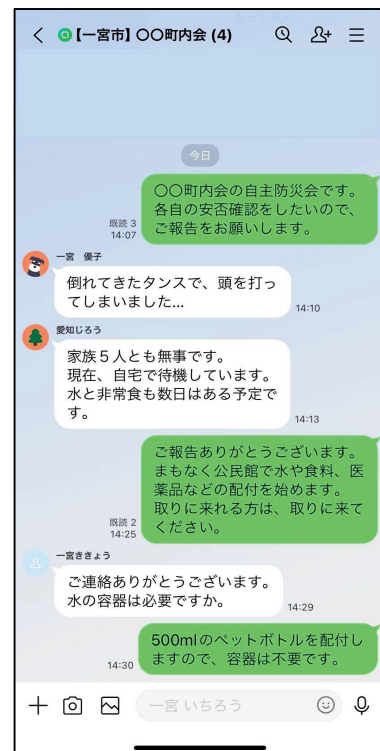 【一宮市】〇〇町内会 (4)
今日
〇〇町内会の自主防災会です。
各自の安否確認をしたいので、
ご報告をお願いします。
既読 3
14:07
一宮 優子
倒れてきたタンスで、頭を打っ
てしまいました...
14:10
愛知じろう
家族５人とも無事です。
現在、自宅で待機しています。
水と非常食も数日はある予定で
す。
14:13
ご報告ありがとうございます。
まもなく公民館で水や食料、医
薬品などの配付を始めます。
取りに来れる方は、取りに来て
ください。
既読 2
14:25
一宮ききょう
ご連絡ありがとうございます。
水の容器は必要ですか。
14:29
500mlのペットボトルを配付し
ますので、容器は不要です。
14:30
一宮 いちろう